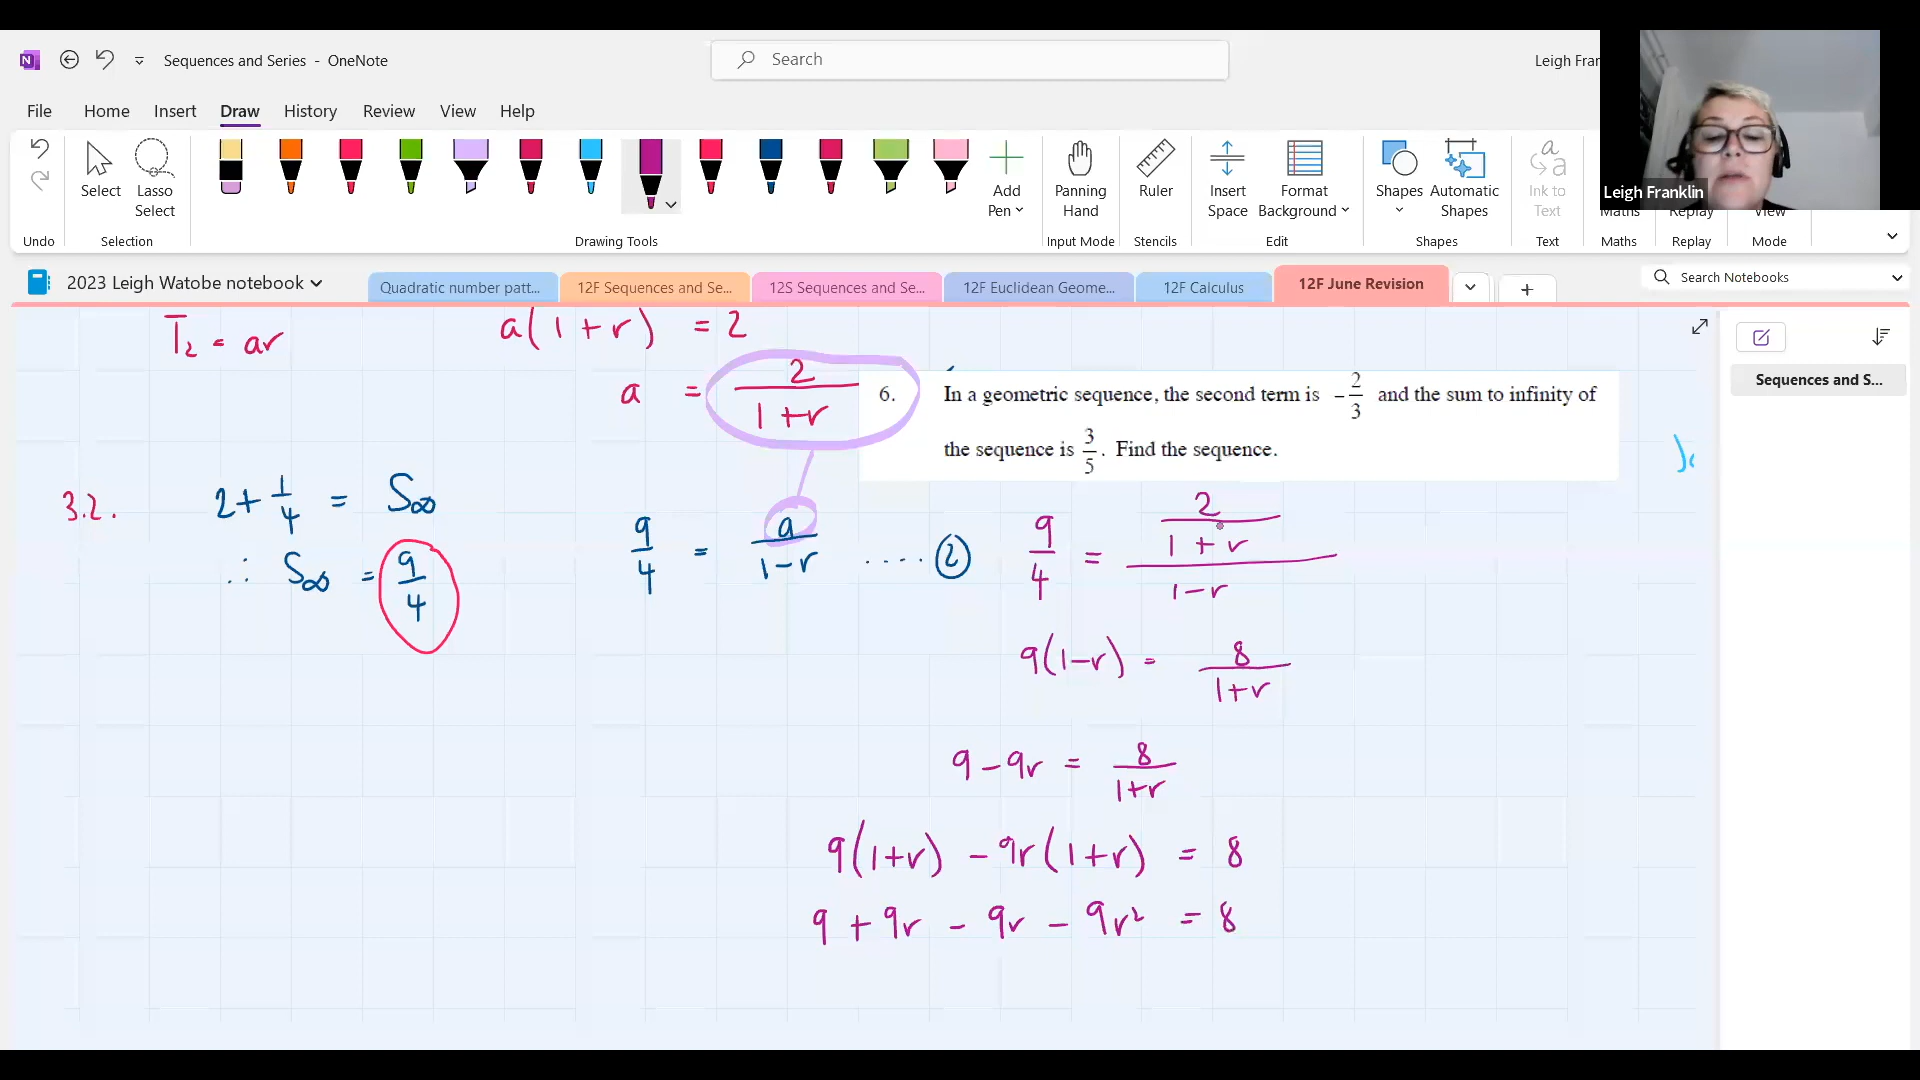 Sequences and Series - OneNote
Search
Leigh Fran
File Home Insert Draw History Review View Help
Select
Lasso Select
Add Pen
Panning Hand
Ruler
Insert Space
Format Background
Shapes
Automatic Shapes
Ink to Text
Maths
Replay
View
Leigh Franklin
Undo
Selection
Drawing Tools
Input Mode
Stencils
Edit
Shapes
Text
Maths
Replay
Mode
2023 Leigh Watobe notebook
Quadratic number patt...
12F Sequences and Se...
12S Sequences and Se...
12F Euclidean Geome...
12F Calculus
12F June Revision
+
Search Notebooks
Sequences and S...
T₂ = ar
a(1 + r) = 2
a = 2/(1+r)
6. In a geometric sequence, the second term is -2/3 and the sum to infinity of
the sequence is 3/5. Find the sequence.
3.2. 2 + 1/4 = S∞
∴ S∞ = 9/4
9/4 = a/(1-r) .... ②
9/4 = (2/(1+r))/(1-r)
9(1-r) = 8/(1+r)
9 - 9r = 8/(1+r)
9(1+r) - 9r(1+r) = 8
9 + 9r - 9r - 9r² = 8